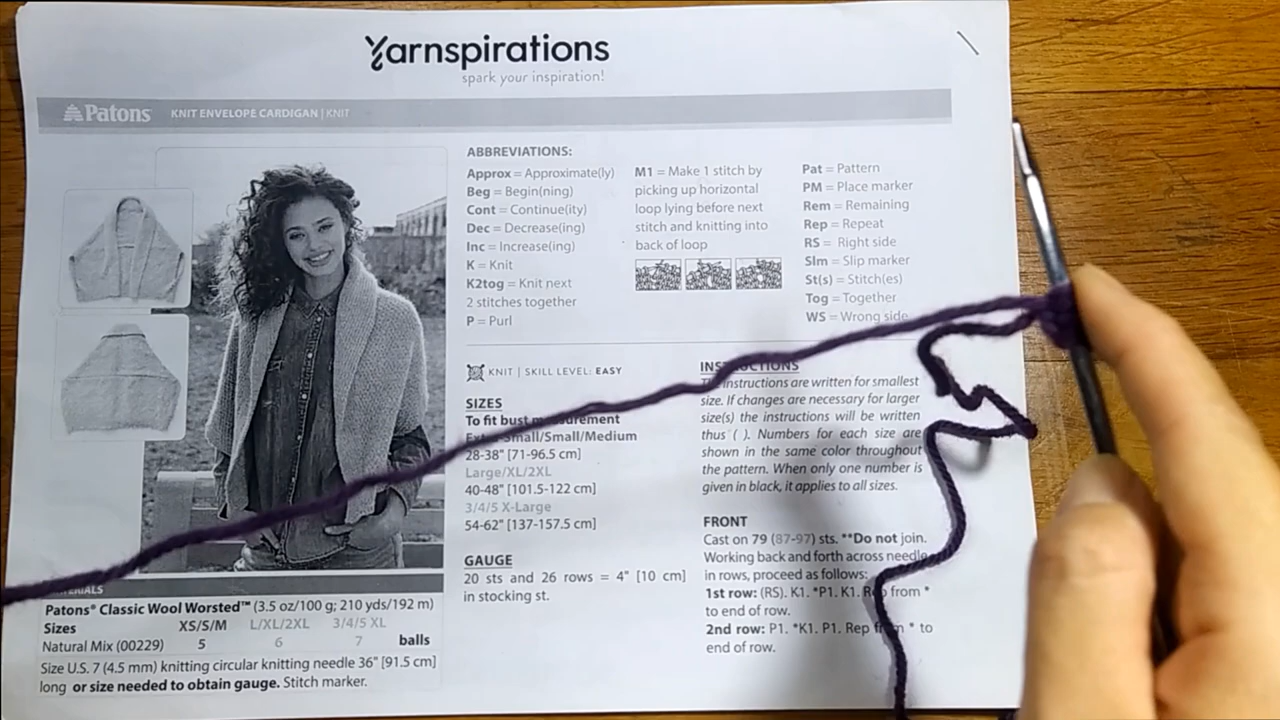 Yarnspirations
spark your inspiration!
Patons KNIT ENVELOPE CARDIGAN | KNIT
ABBREVIATIONS:
Approx = Approximate(ly)
Beg = Begin(ning)
Cont = Continue(ity)
Dec = Decrease(ing)
Inc = Increase(ing)
K = Knit
K2tog = Knit next
2 stitches together
P = Purl
M1 = Make 1 stitch by
picking up horizontal
loop lying before next
stitch and knitting into
back of loop
Pat = Pattern
PM = Place marker
Rem = Remaining
Rep = Repeat
RS = Right side
Slm = Slip marker
St(s) = Stitch(es)
Tog = Together
WS = Wrong side
KNIT | SKILL LEVEL: EASY
SIZES
To fit bust measurement
Extra-Small/Small/Medium
28-38" [71-96.5 cm]
Large/XL/2XL
40-48" [101.5-122 cm]
3/4/5 X-Large
54-62" [137-157.5 cm]
GAUGE
20 sts and 26 rows = 4" [10 cm]
in stocking st.
INSTRUCTIONS
The instructions are written for smallest
size. If changes are necessary for larger
size(s) the instructions will be written
thus ( ). Numbers for each size are
shown in the same color throughout
the pattern. When only one number is
given in black, it applies to all sizes.
FRONT
Cast on 79 (87-97) sts. **Do not join.
Working back and forth across needle
in rows, proceed as follows:
1st row: (RS). K1. *P1. K1. Rep from *
to end of row.
2nd row: P1. *K1. P1. Rep from * to
end of row.
MATERIALS
Patons® Classic Wool Worsted™ (3.5 oz/100 g; 210 yds/192 m)
Sizes XS/S/M L/XL/2XL 3/4/5 XL
Natural Mix (00229) 5 6 7 balls
Size U.S. 7 (4.5 mm) knitting circular knitting needle 36" [91.5 cm]
long or size needed to obtain gauge. Stitch marker.